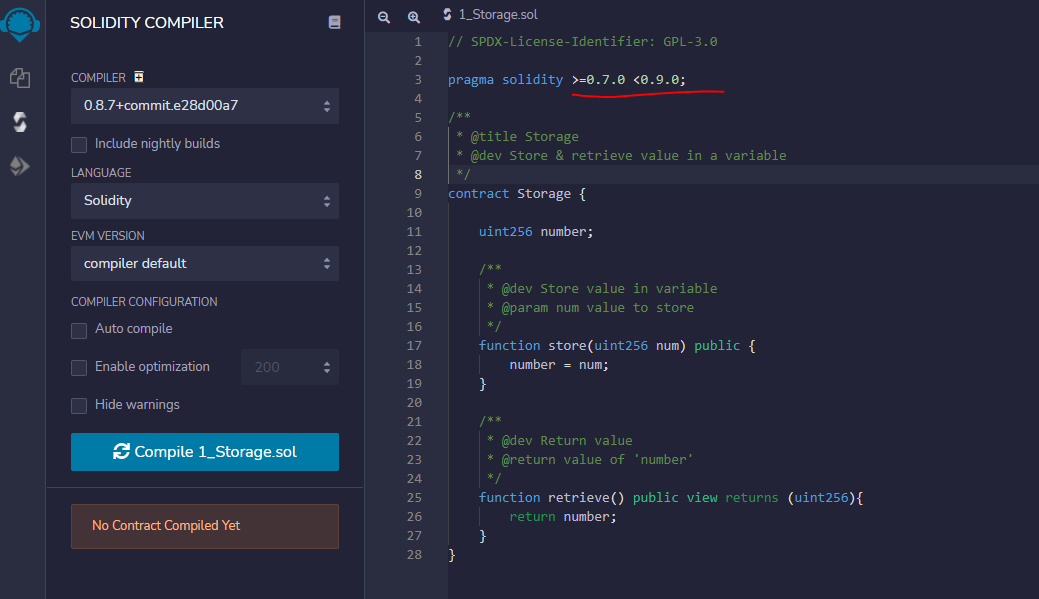 SOLIDITY COMPILER
COMPILER
0.8.7+commit.e28d00a7
Include nightly builds
LANGUAGE
Solidity
EVM VERSION
compiler default
COMPILER CONFIGURATION
Auto compile
Enable optimization 200
Hide warnings
Compile 1_Storage.sol
No Contract Compiled Yet
1_Storage.sol
1 // SPDX-License-Identifier: GPL-3.0
2
3 pragma solidity >=0.7.0 <0.9.0;
4
5 /**
6 * @title Storage
7 * @dev Store & retrieve value in a variable
8 */
9 contract Storage {
10
11 uint256 number;
12
13 /**
14 * @dev Store value in variable
15 * @param num value to store
16 */
17 function store(uint256 num) public {
18 number = num;
19 }
20
21 /**
22 * @dev Return value
23 * @return value of 'number'
24 */
25 function retrieve() public view returns (uint256){
26 return number;
27 }
28 }